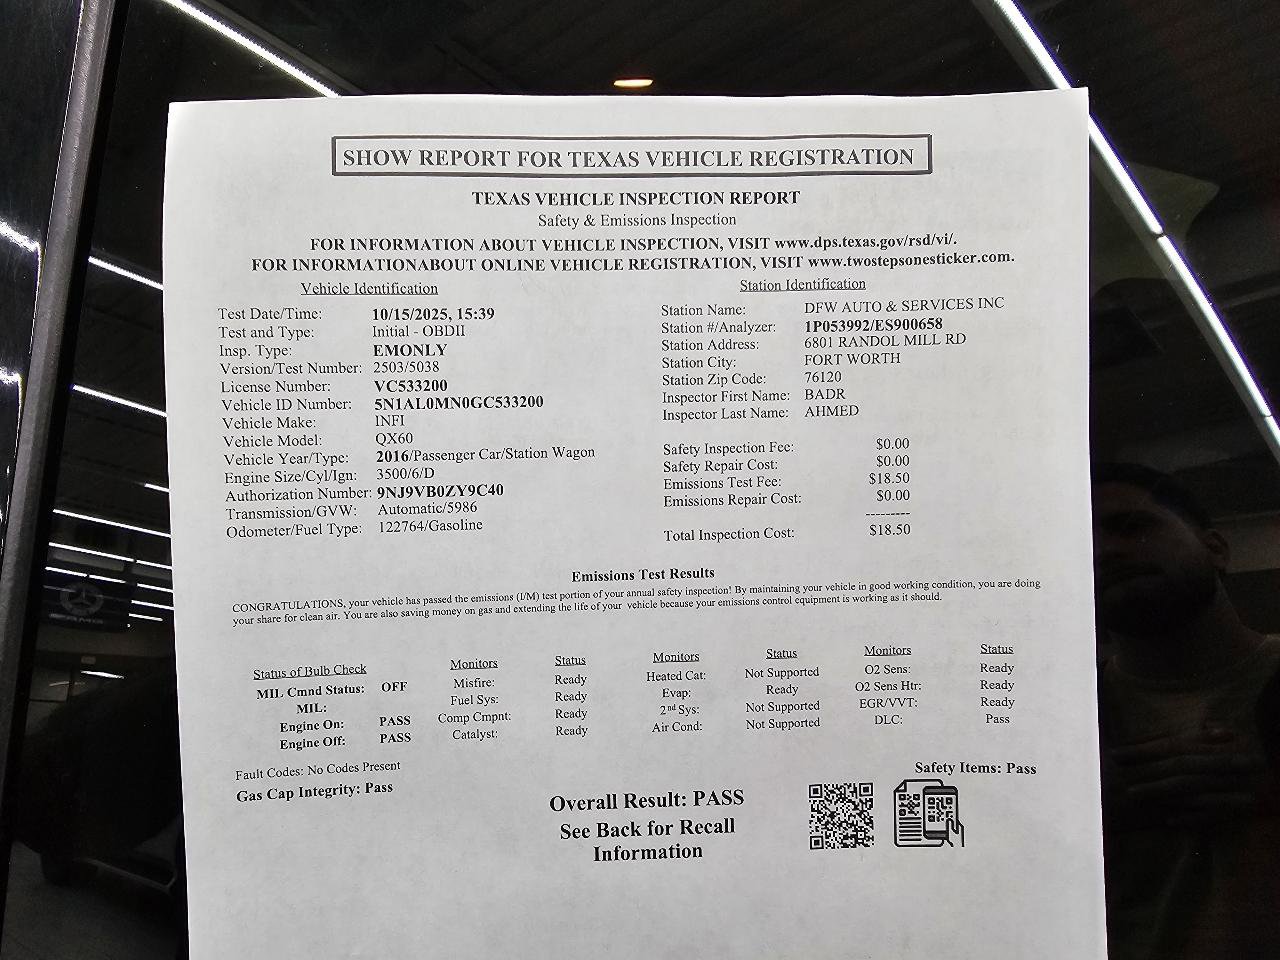 SHOW REPORT FOR TEXAS VEHICLE REGISTRATION
TEXAS VEHICLE INSPECTION REPORT
Safety & Emissions Inspection
FOR INFORMATION ABOUT VEHICLE INSPECTION, VISIT www.dps.texas.gov/rsd/vi/.
FOR INFORMATIONABOUT ONLINE VEHICLE REGISTRATION, VISIT www.twostepsonesticker.com.
Vehicle Identification
Test Date/Time: 10/15/2025, 15:39
Test and Type: Initial - OBDII
Insp. Type: EMONLY
Version/Test Number: 2503/5038
License Number: VC533200
Vehicle ID Number: 5N1AL0MN0GC533200
Vehicle Make: INFI
Vehicle Model: QX60
Vehicle Year/Type: 2016/Passenger Car/Station Wagon
Engine Size/Cyl/Ign: 3500/6/D
Authorization Number: 9NJ9VB0ZY9C40
Transmission/GVW: Automatic/5986
Odometer/Fuel Type: 122764/Gasoline
Station Identification
Station Name: DFW AUTO & SERVICES INC
Station #/Analyzer: 1P053992/ES900658
Station Address: 6801 RANDOL MILL RD
Station City: FORT WORTH
Station Zip Code: 76120
Inspector First Name: BADR
Inspector Last Name: AHMED
Safety Inspection Fee: $0.00
Safety Repair Cost: $0.00
Emissions Test Fee: $18.50
Emissions Repair Cost: $0.00
---------
Total Inspection Cost: $18.50
Emissions Test Results
CONGRATULATIONS, your vehicle has passed the emissions (I/M) test portion of your annual safety inspection! By maintaining your vehicle in good working condition, you are doing
your share for clean air. You are also saving money on gas and extending the life of your vehicle because your emissions control equipment is working as it should.
Status of Bulb Check
MIL Cmnd Status: OFF
MIL:
Engine On: PASS
Engine Off: PASS
Monitors Status
Misfire: Ready
Fuel Sys: Ready
Comp Cmpnt: Ready
Catalyst: Ready
Monitors Status
Heated Cat: Not Supported
Evap: Ready
2nd Sys: Not Supported
Air Cond: Not Supported
Monitors Status
O2 Sens: Ready
O2 Sens Htr: Ready
EGR/VVT: Ready
DLC: Pass
Fault Codes: No Codes Present
Gas Cap Integrity: Pass
Safety Items: Pass
Overall Result: PASS
See Back for Recall
Information